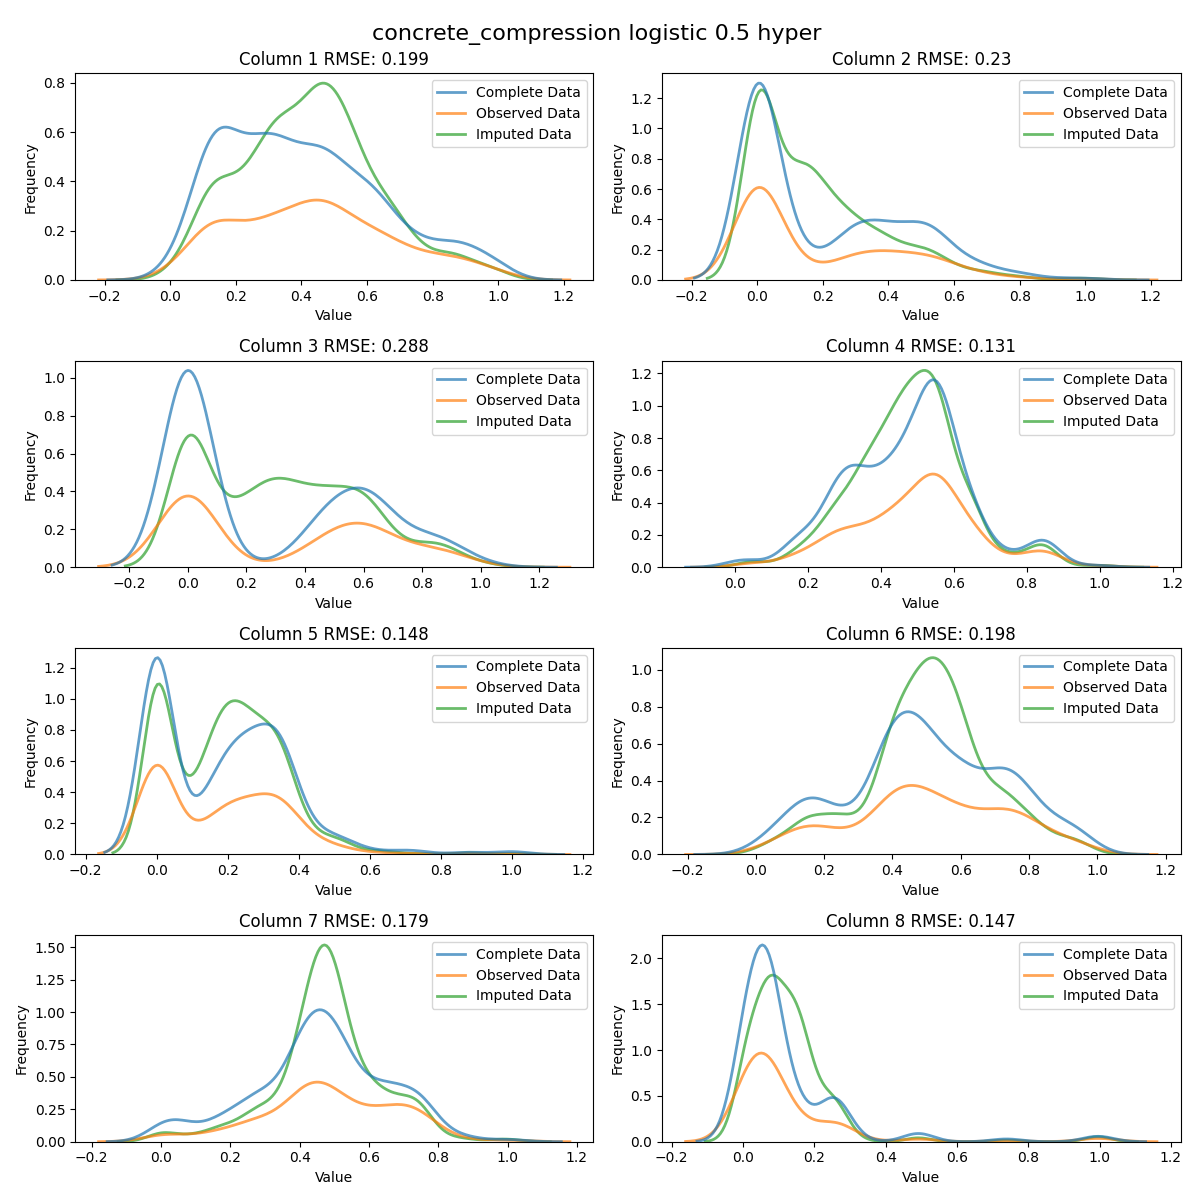 concrete_compression logistic 0.5 hyper
Column 1 RMSE: 0.199
Frequency
0.8
0.6
0.4
0.2
0.0
Complete Data
Observed Data
Imputed Data
−0.2 0.0 0.2 0.4 0.6 0.8 1.0 1.2
Value
Column 2 RMSE: 0.23
Frequency
1.2
1.0
0.8
0.6
0.4
0.2
0.0
Complete Data
Observed Data
Imputed Data
−0.2 0.0 0.2 0.4 0.6 0.8 1.0 1.2
Value
Column 3 RMSE: 0.288
Frequency
1.0
0.8
0.6
0.4
0.2
0.0
Complete Data
Observed Data
Imputed Data
−0.2 0.0 0.2 0.4 0.6 0.8 1.0 1.2
Value
Column 4 RMSE: 0.131
Frequency
1.2
1.0
0.8
0.6
0.4
0.2
0.0
Complete Data
Observed Data
Imputed Data
0.0 0.2 0.4 0.6 0.8 1.0 1.2
Value
Column 5 RMSE: 0.148
Frequency
1.2
1.0
0.8
0.6
0.4
0.2
0.0
Complete Data
Observed Data
Imputed Data
−0.2 0.0 0.2 0.4 0.6 0.8 1.0 1.2
Value
Column 6 RMSE: 0.198
Frequency
1.0
0.8
0.6
0.4
0.2
0.0
Complete Data
Observed Data
Imputed Data
−0.2 0.0 0.2 0.4 0.6 0.8 1.0 1.2
Value
Column 7 RMSE: 0.179
Frequency
1.50
1.25
1.00
0.75
0.50
0.25
0.00
Complete Data
Observed Data
Imputed Data
−0.2 0.0 0.2 0.4 0.6 0.8 1.0 1.2
Value
Column 8 RMSE: 0.147
Frequency
2.0
1.5
1.0
0.5
0.0
Complete Data
Observed Data
Imputed Data
−0.2 0.0 0.2 0.4 0.6 0.8 1.0 1.2
Value